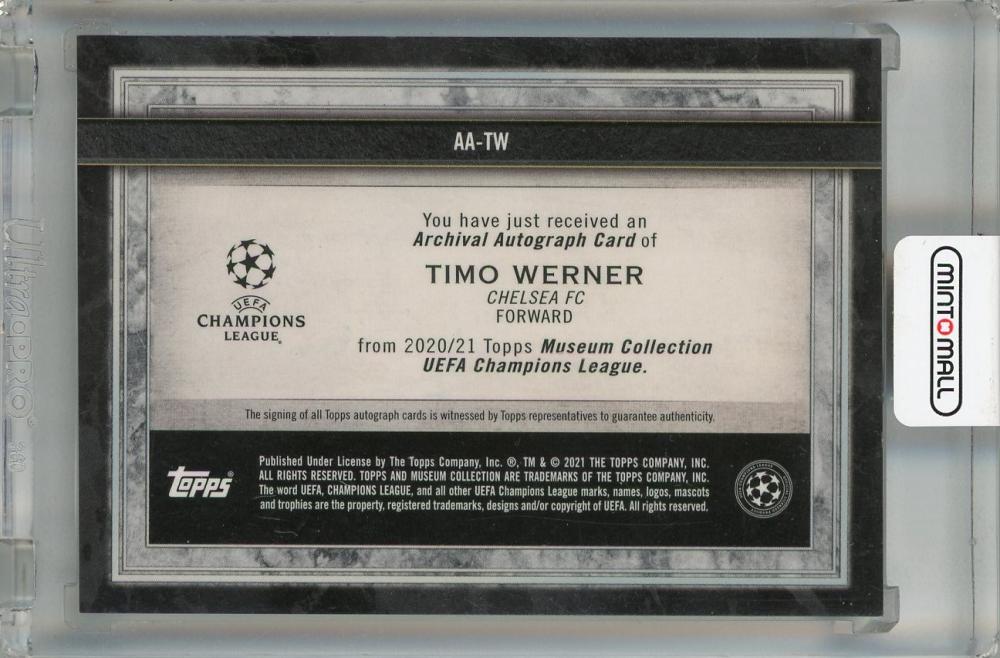 AA-TW
You have just received an
Archival Autograph Card of
TIMO WERNER
CHELSEA FC
FORWARD
from 2020/21 Topps Museum Collection
UEFA Champions League.
UEFA
CHAMPIONS
LEAGUE®
The signing of all Topps autograph cards is witnessed by Topps representatives to guarantee authenticity.
Topps®
Published Under License by The Topps Company, Inc. ®, TM & © 2021 THE TOPPS COMPANY, INC.
ALL RIGHTS RESERVED. TOPPS AND MUSEUM COLLECTION ARE TRADEMARKS OF THE TOPPS COMPANY, INC.
The word UEFA, CHAMPIONS LEAGUE, and all other UEFA Champions League marks, names, logos, mascots
and trophies are the property, registered trademarks, designs and/or copyright of UEFA. All rights reserved.
MINT MALL
UltraPRO®